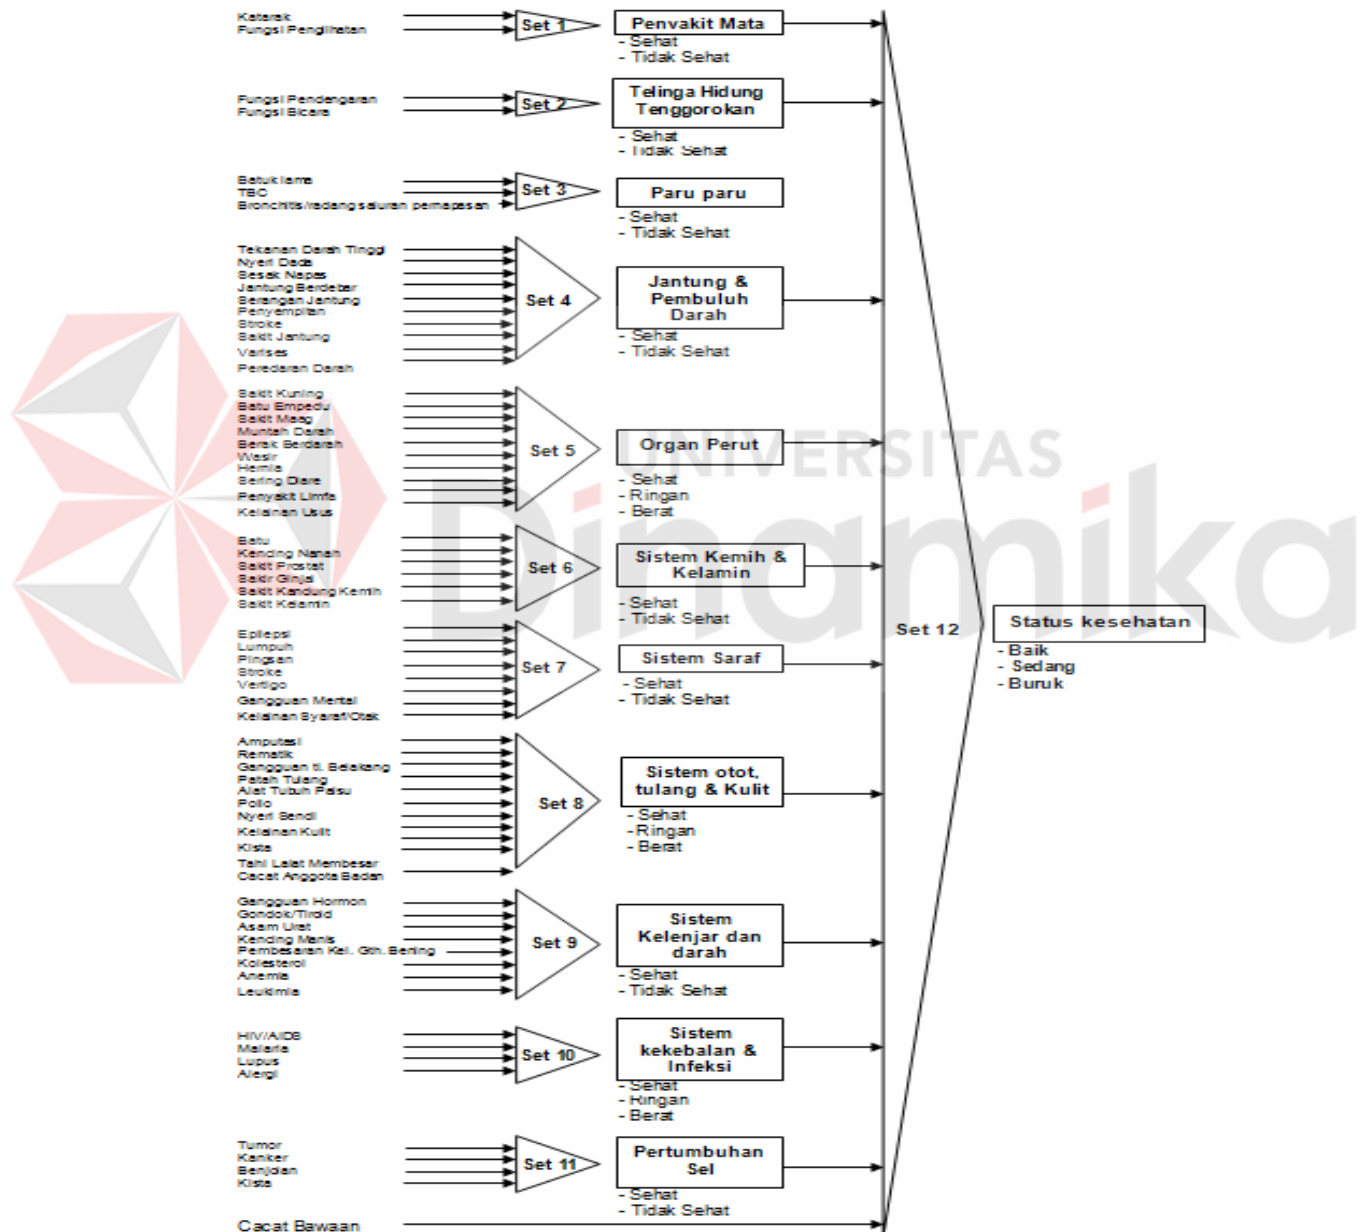 Katarak
Fungsi Penglihatan
Set 1
Penyakit Mata
- Sehat
- Tidak Sehat
Fungsi Pendengaran
Fungsi Bicara
Set 2
Telinga Hidung
Tenggorokan
- Sehat
- Tidak Sehat
Batuk lama
TBC
Bronchitis/radang saluran pernapasan
Set 3
Paru paru
- Sehat
- Tidak Sehat
Tekanan Darah Tinggi
Nyeri Dada
Sesak Napas
Jantung Berdebar
Serangan Jantung
Penyempitan
Stroke
Sakit Jantung
Varises
Peredaran Darah
Set 4
Jantung &
Pembuluh
Darah
- Sehat
- Tidak Sehat
Sakit Kuning
Batu Empedu
Sakit Maag
Muntah Darah
Berak Berdarah
Wasir
Hernia
Sering Diare
Penyakit Limfa
Kelainan Usus
Set 5
Organ Perut
- Sehat
- Ringan
- Berat
UNIVERSITAS
Dinamika
Batu
Kencing Nanah
Sakit Prostat
Sakir Ginjal
Sakit Kandung Kemih
Sakit Kelamin
Set 6
Sistem Kemih &
Kelamin
- Sehat
- Tidak Sehat
Epilepsi
Lumpuh
Pingsan
Stroke
Vertigo
Gangguan Mental
Kelainan Syaraf/Otak
Set 7
Sistem Saraf
- Sehat
- Tidak Sehat
Set 12
Status kesehatan
- Baik
- Sedang
- Buruk
Amputasi
Rematik
Gangguan tl. Belakang
Patah Tulang
Alat Tubuh Palsu
Polio
Nyeri Sendi
Kelainan Kulit
Kista
Tahi Lalat Membesar
Cacat Anggota Badan
Set 8
Sistem otot,
tulang & Kulit
- Sehat
- Ringan
- Berat
Gangguan Hormon
Gondok/Tiroid
Asam Urat
Kencing Manis
Pembesaran Kel. Gth. Bening
Kolesterol
Anemia
Leukimia
Set 9
Sistem
Kelenjar dan
darah
- Sehat
- Tidak Sehat
HIV/AIDS
Malaria
Lupus
Alergi
Set 10
Sistem
kekebalan &
Infeksi
- Sehat
- Ringan
- Berat
Tumor
Kanker
Benjolan
Kista
Set 11
Pertumbuhan
Sel
- Sehat
- Tidak Sehat
Cacat Bawaan